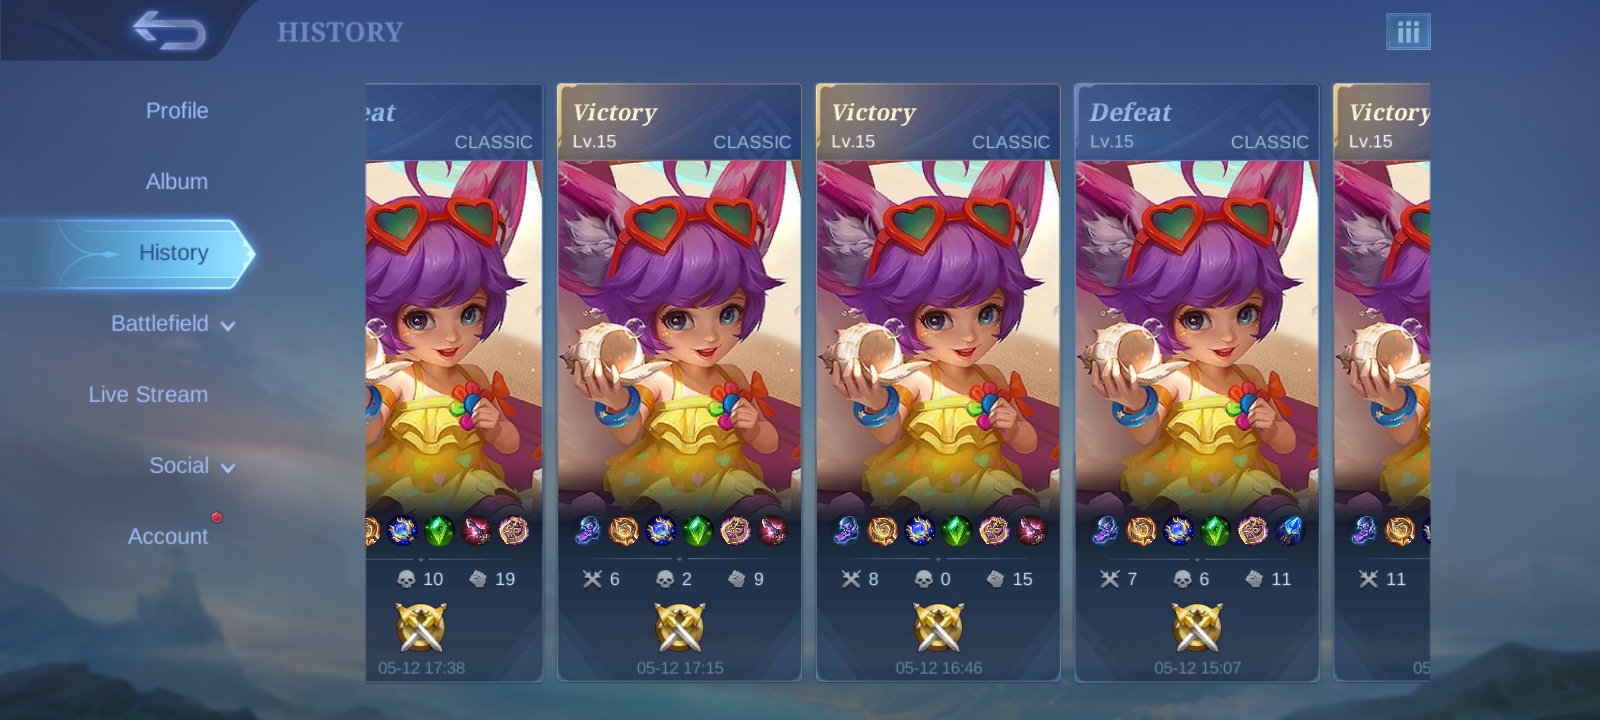 HISTORY
Profile
Album
History
Battlefield
Live Stream
Social
Account
eat
CLASSIC
10
19
05-12 17:38
Victory
Lv.15
CLASSIC
6
2
9
05-12 17:15
Victory
Lv.15
CLASSIC
8
0
15
05-12 16:46
Defeat
Lv.15
CLASSIC
7
6
11
05-12 15:07
Victory
Lv.15
11
05